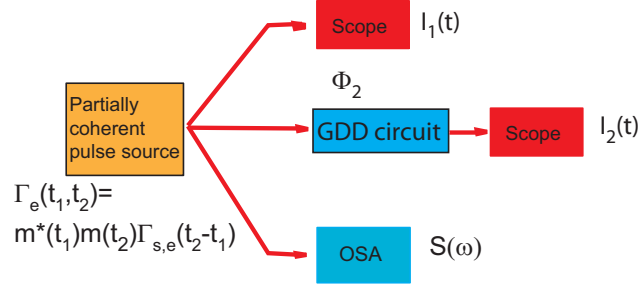 Scope I₁(t)
Partially
coherent
pulse source
Φ₂
GDD circuit
Scope I₂(t)
Γₑ(t₁,t₂)=
m*(t₁)m(t₂)Γₛ,ₑ(t₂-t₁)
OSA S(ω)